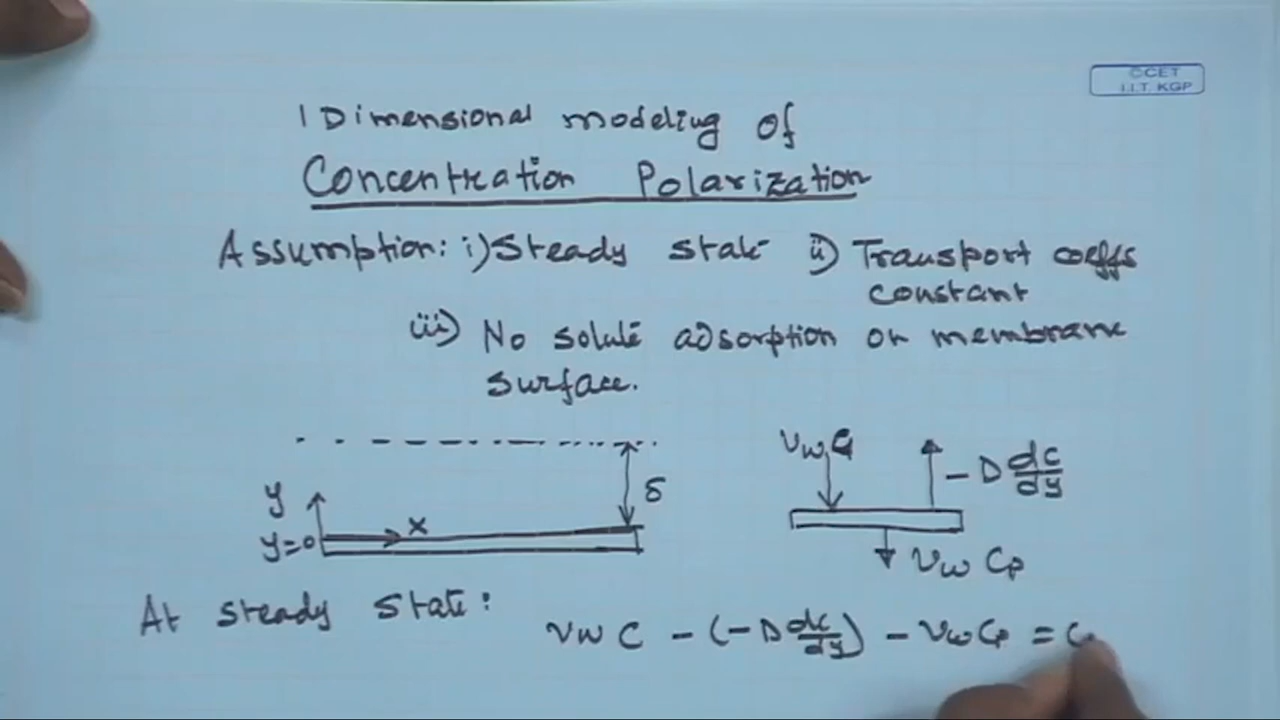 ©CET
I.I.T. KGP
1 Dimensional modeling of
Concentration Polarization
Assumption: i) Steady state ii) Transport coeffs
constant
iii) No solute adsorption on membrane
surface.
y
y=0
x
δ
vw C
- D dc/dy
vw Cp
At steady state:
vw C - (-D dc/dy) - vw Cp =